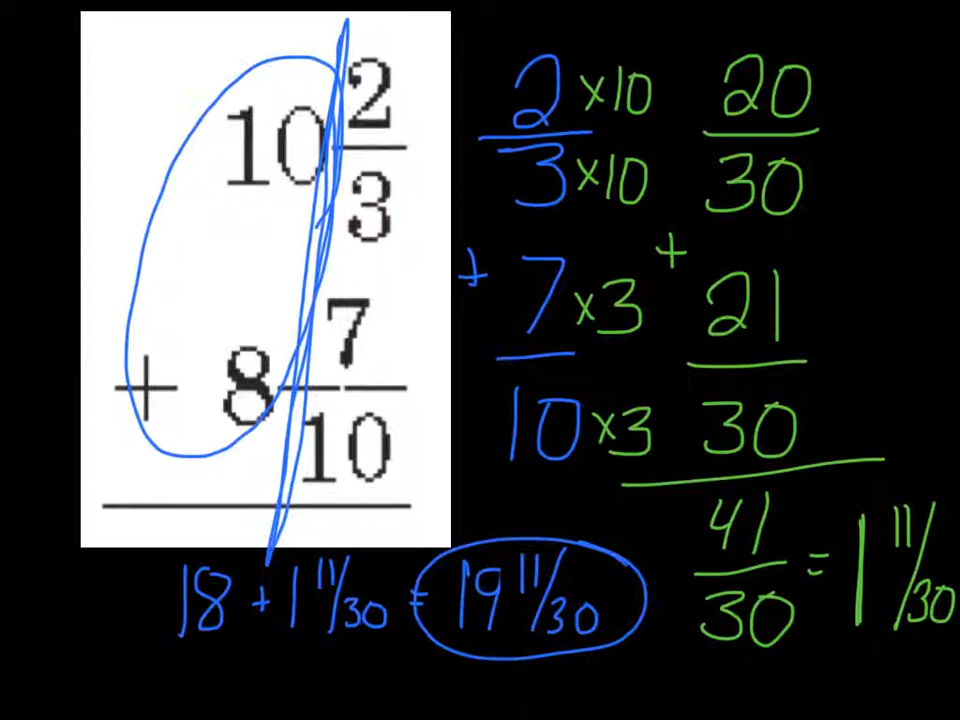 10 2/3
+ 8 7/10
2/3 ×10 ×10 20/30
+ 7/10 ×3 ×3 + 21/30
41/30 = 1 11/30
18 + 1 11/30 = 19 11/30